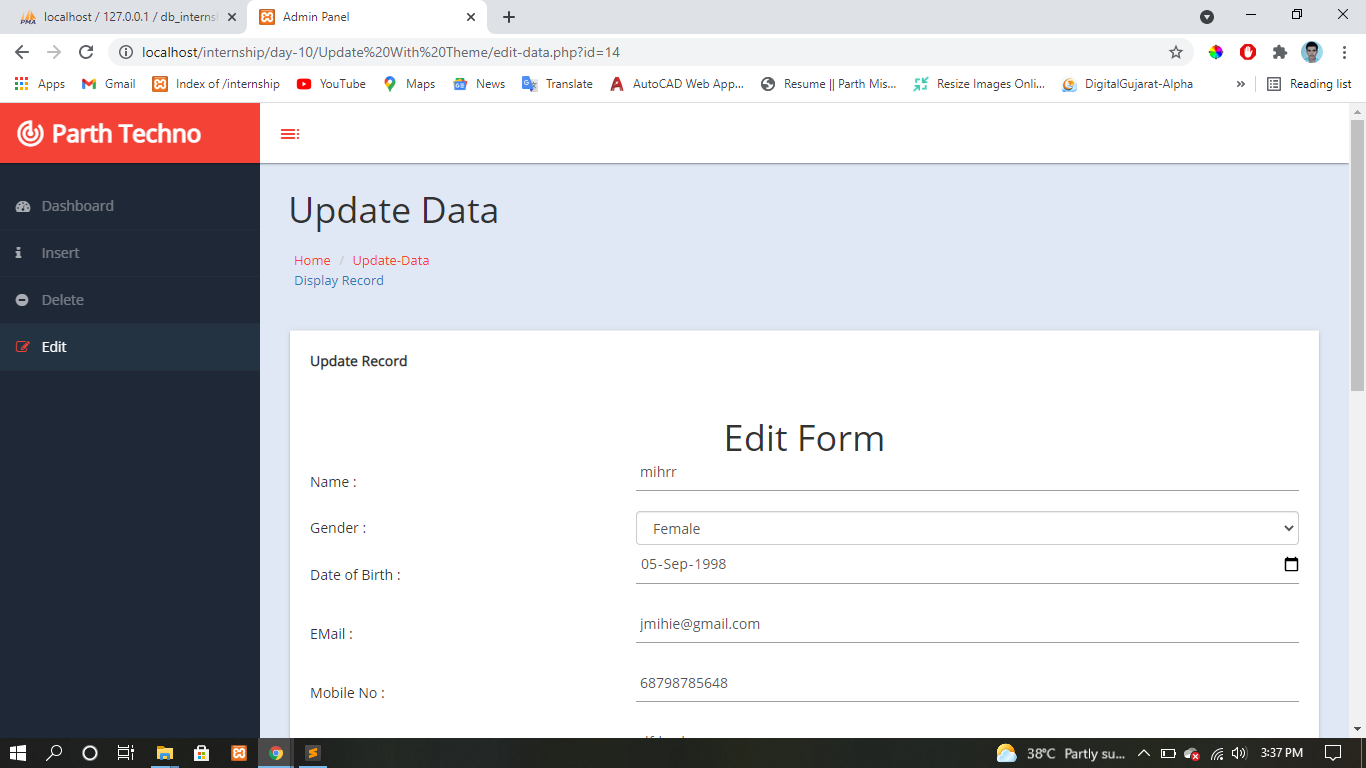 localhost / 127.0.0.1 / db_interns
Admin Panel
localhost/internship/day-10/Update%20With%20Theme/edit-data.php?id=14
Apps
Gmail
Index of /internship
YouTube
Maps
News
Translate
AutoCAD Web App...
Resume || Parth Mis...
Resize Images Onli...
DigitalGujarat-Alpha
»
Reading list
Parth Techno
Dashboard
Insert
Delete
Edit
Update Data
Home / Update-Data
Display Record
Update Record
Edit Form
Name : mihrr
Gender : Female
Date of Birth : 05-Sep-1998
EMail : jmihie@gmail.com
Mobile No : 68798785648
38°C Partly su...
3:37 PM